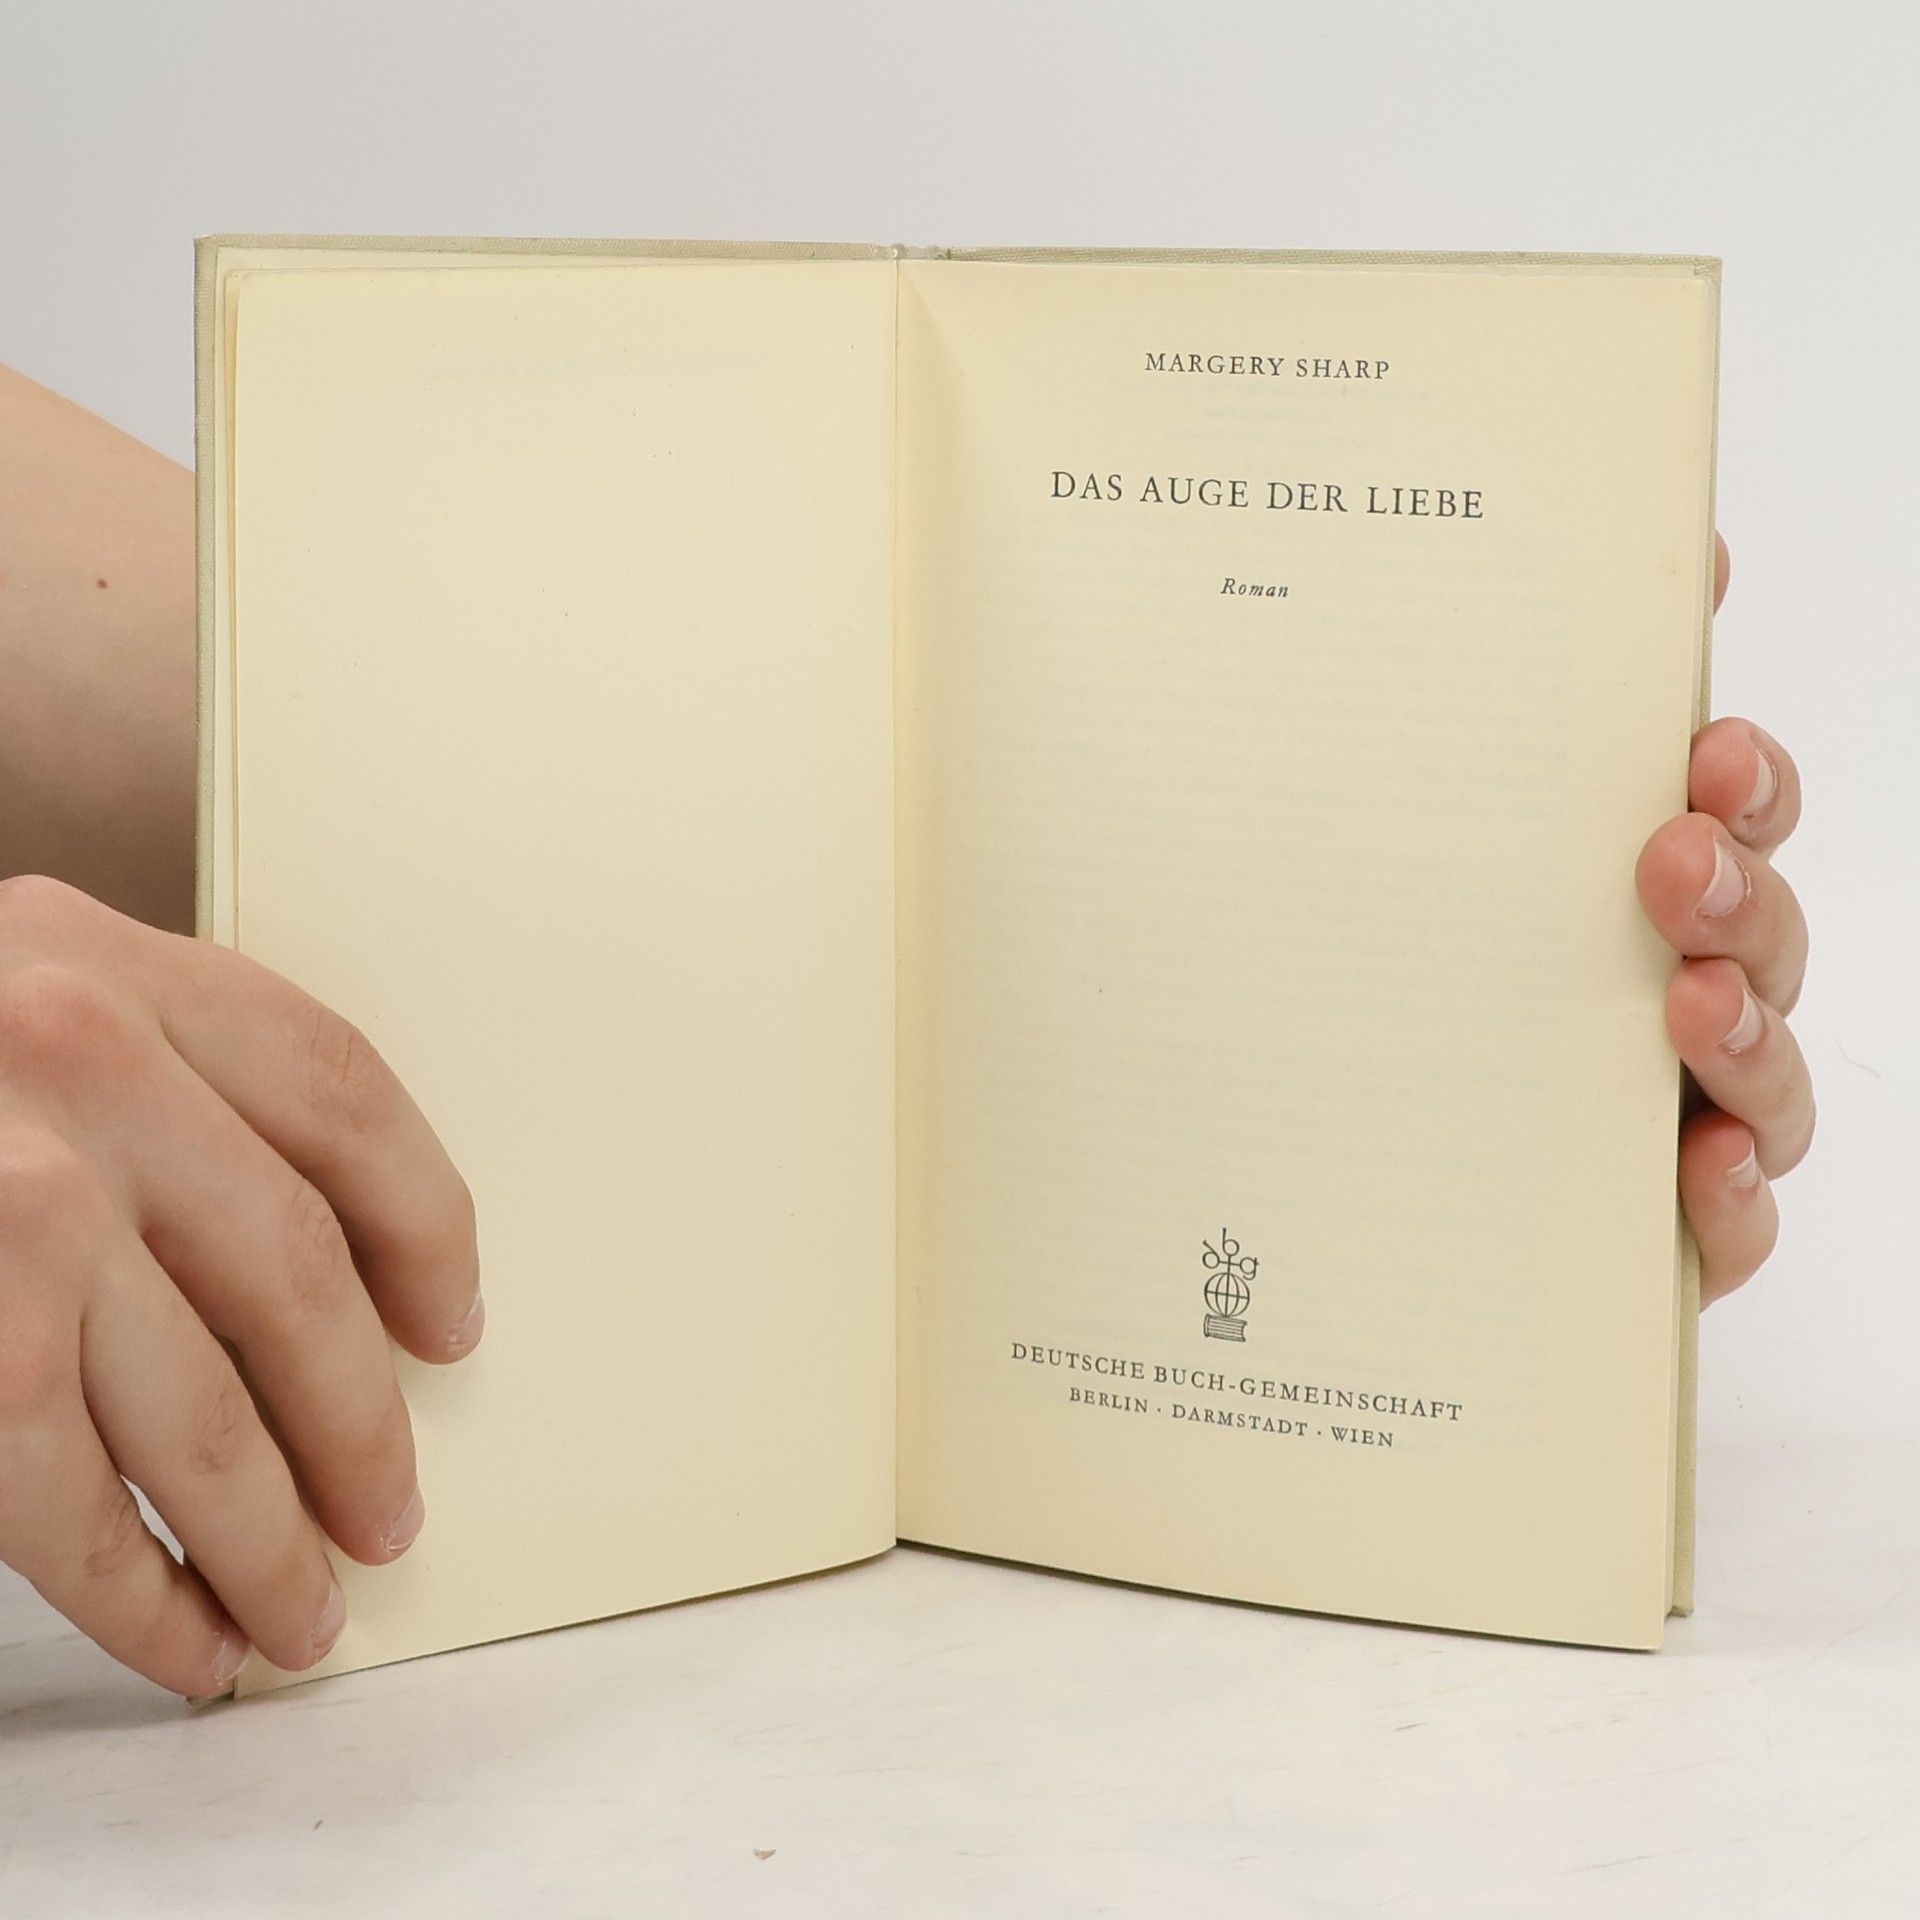 MARGERY SHARP
DAS AUGE DER LIEBE
Roman
dbg
DEUTSCHE BUCH-GEMEINSCHAFT
BERLIN · DARMSTADT · WIEN